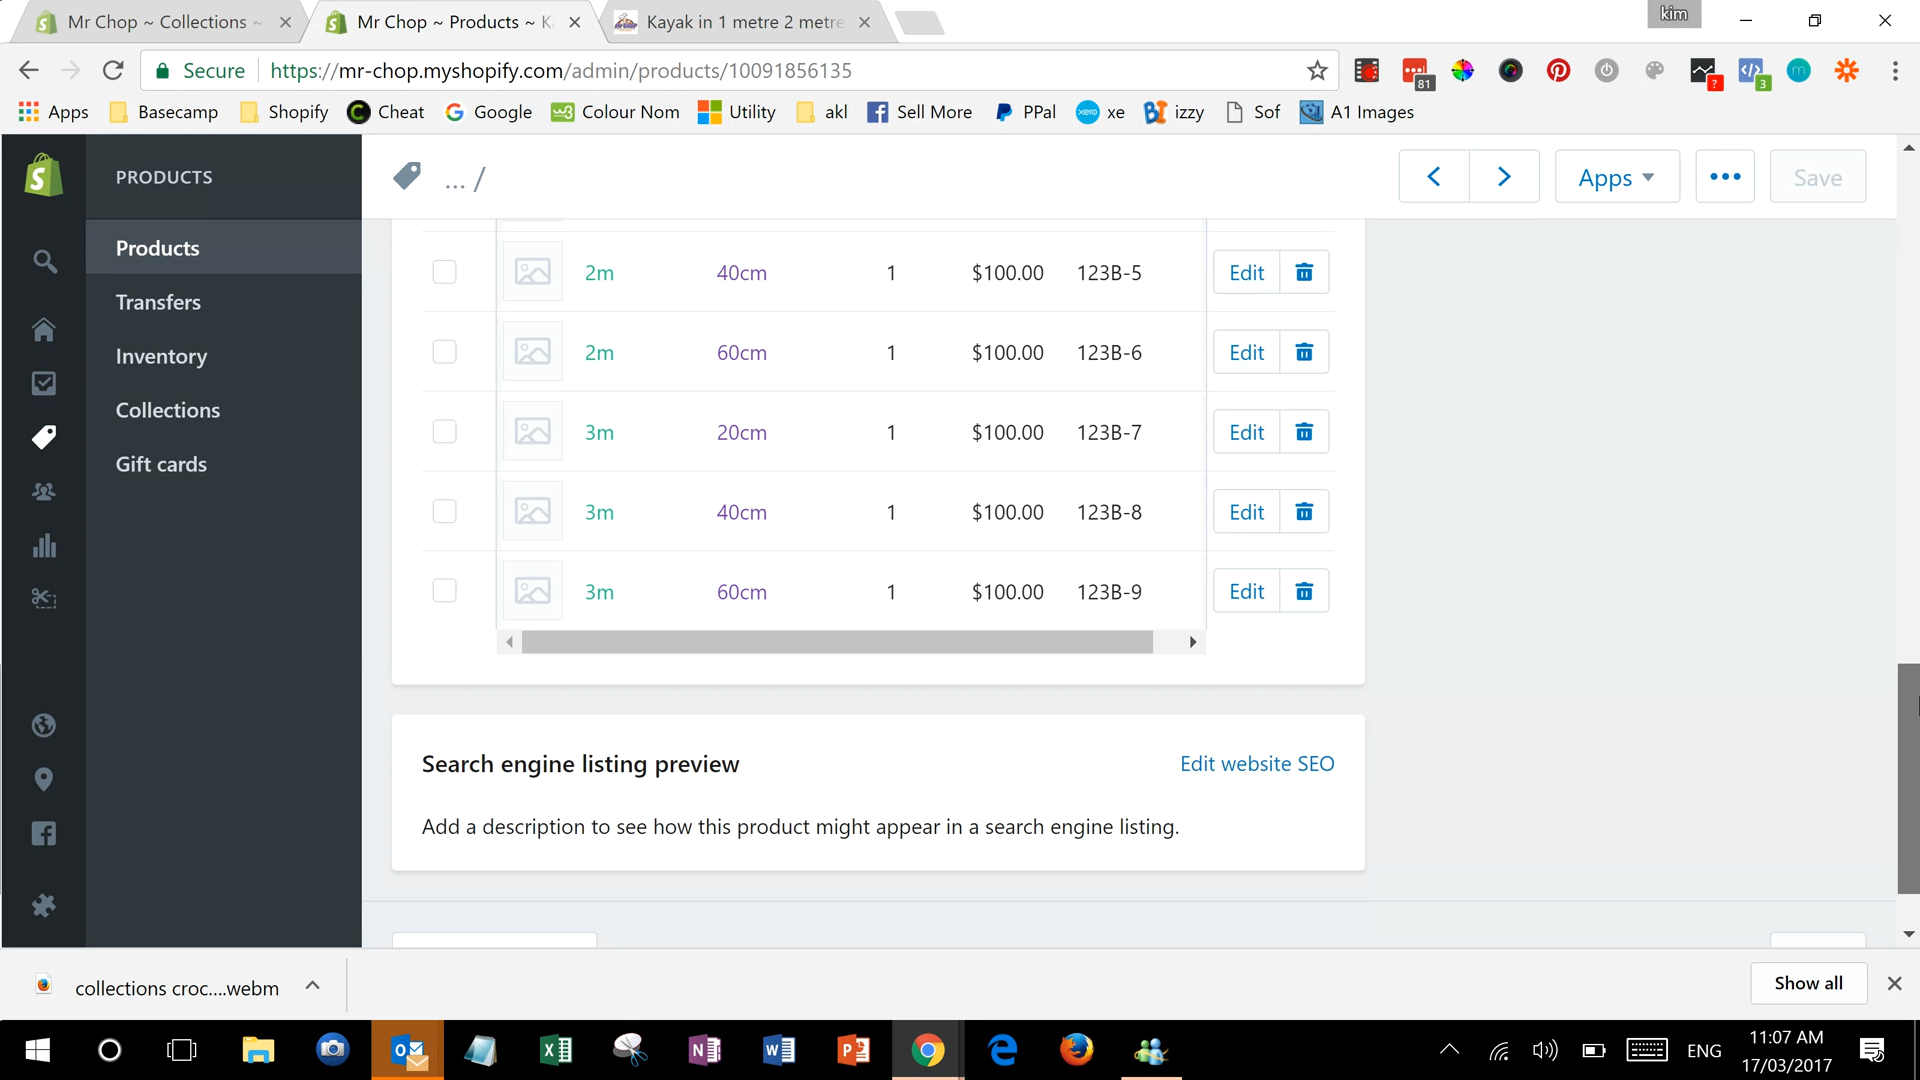 kim
Mr Chop ~ Collections ~
Mr Chop ~ Products ~ Ka
Kayak in 1 metre 2 metre
Secure
https://mr-chop.myshopify.com/admin/products/10091856135
81
?
</>
3
m
Apps
Basecamp
Shopify
C
Cheat
G
Google
w3
Colour Nom
Utility
akl
Sell More
PPal
xero
xe
izzy
Sof
A1 Images
PRODUCTS
... /
Apps
Save
Products
Transfers
Inventory
Collections
Gift cards
2m 40cm 1 $100.00 123B-5 Edit
2m 60cm 1 $100.00 123B-6 Edit
3m 20cm 1 $100.00 123B-7 Edit
3m 40cm 1 $100.00 123B-8 Edit
3m 60cm 1 $100.00 123B-9 Edit
Search engine listing preview
Edit website SEO
Add a description to see how this product might appear in a search engine listing.
collections croc....webm
Show all
ENG
11:07 AM
17/03/2017